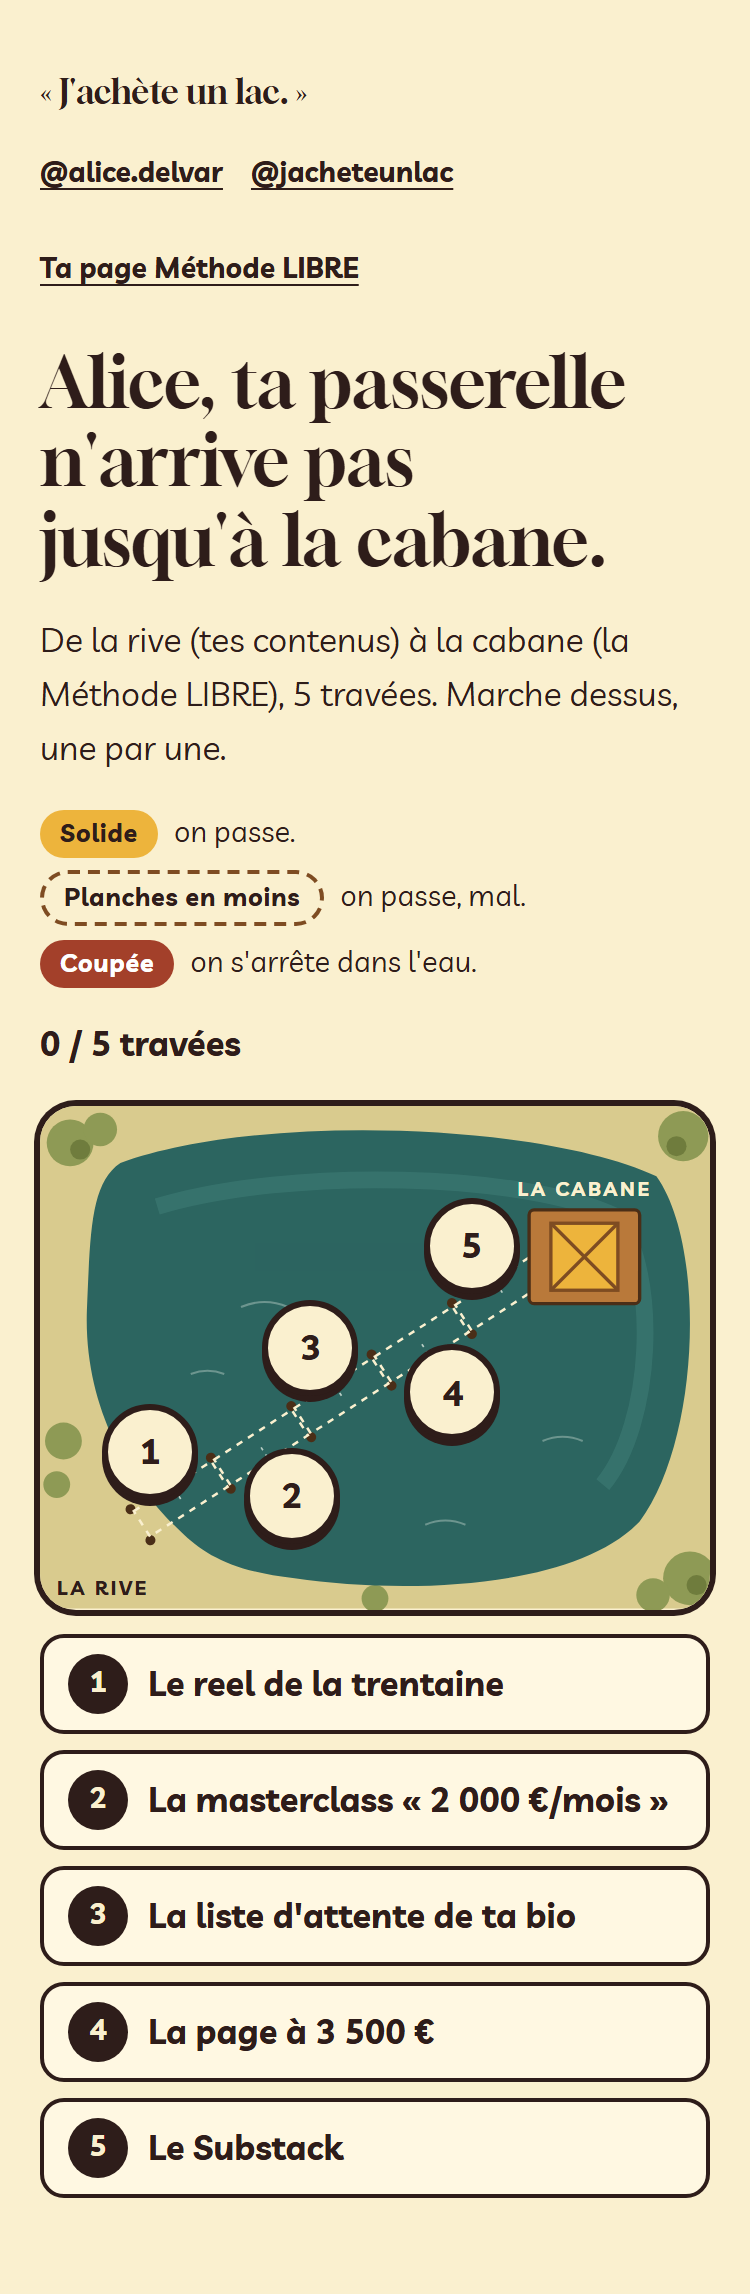 « J'achète un lac. »
@alice.delvar @jacheteunlac
Ta page Méthode LIBRE
Alice, ta passerelle
n'arrive pas
jusqu'à la cabane.
De la rive (tes contenus) à la cabane (la
Méthode LIBRE), 5 travées. Marche dessus,
une par une.
Solide on passe.
Planches en moins on passe, mal.
Coupée on s'arrête dans l'eau.
0 / 5 travées
LA CABANE
5
3
4
1
2
LA RIVE
1 Le reel de la trentaine
2 La masterclass « 2 000 €/mois »
3 La liste d'attente de ta bio
4 La page à 3 500 €
5 Le Substack